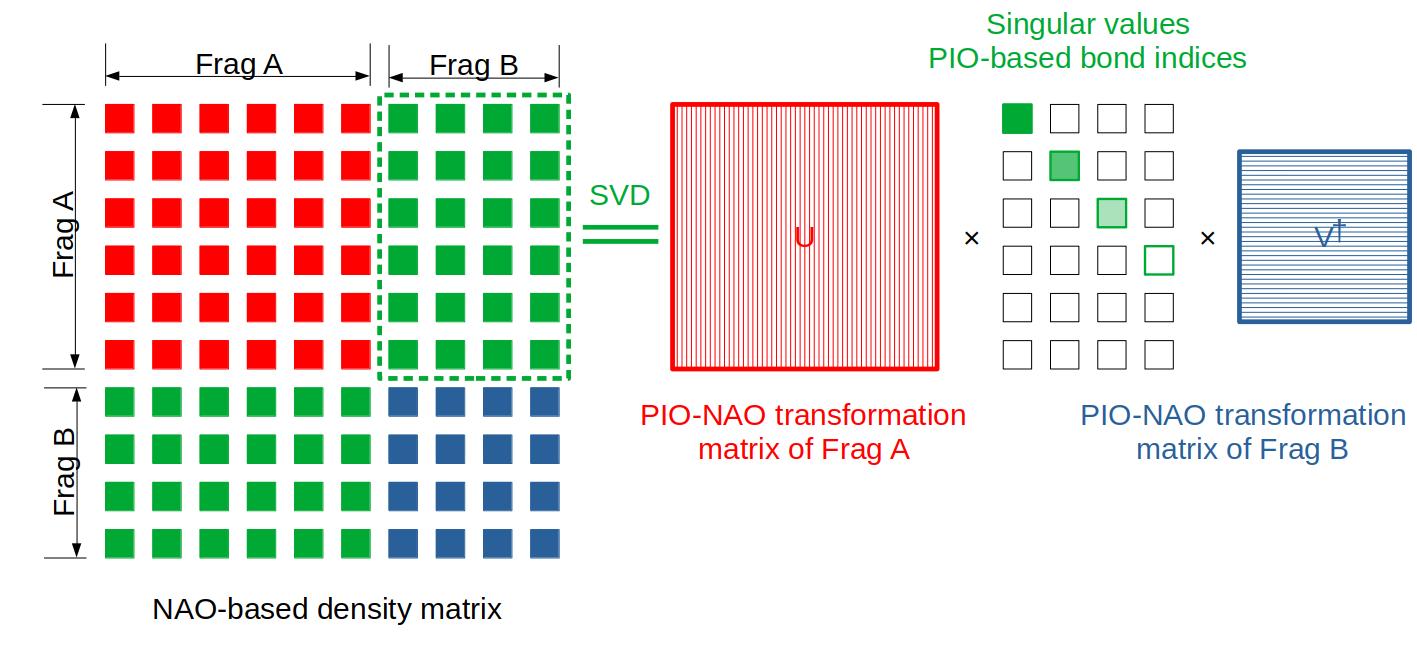 Singular values
PIO-based bond indices
Frag A
Frag B
Frag A
Frag B
SVD
U
×
×
V†
PIO-NAO transformation
matrix of Frag A
PIO-NAO transformation
matrix of Frag B
NAO-based density matrix